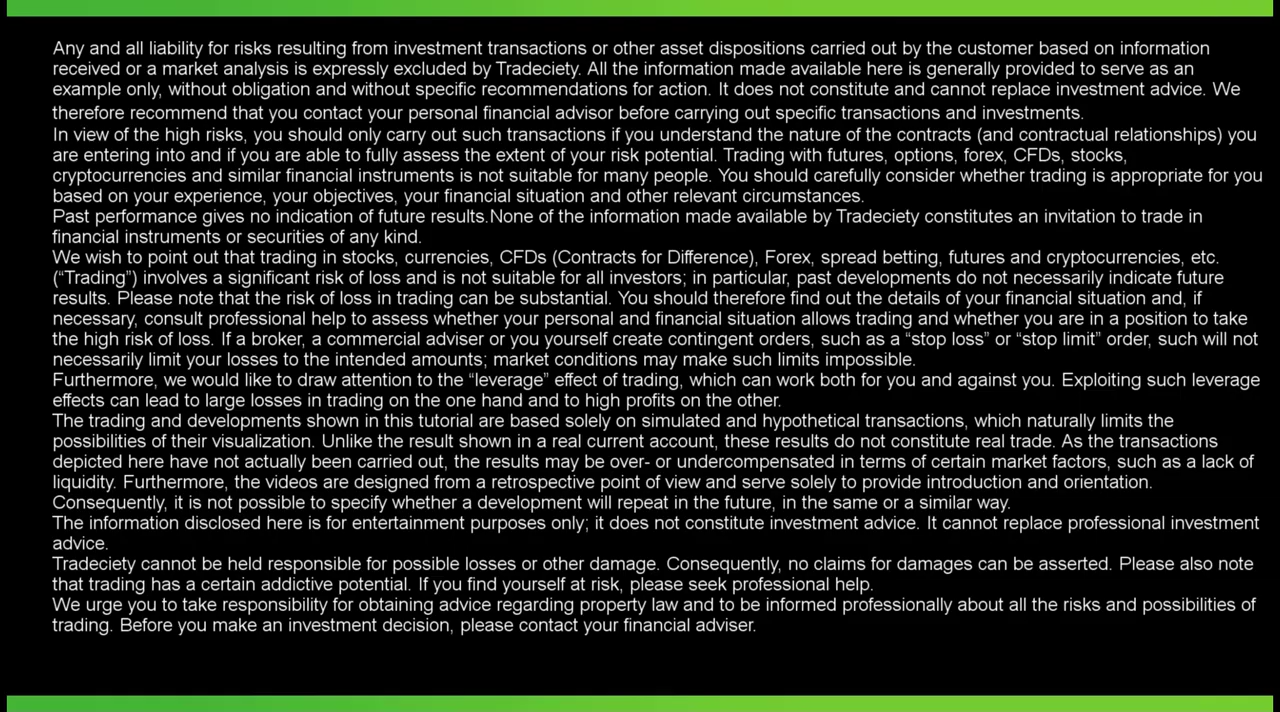 Any and all liability for risks resulting from investment transactions or other asset dispositions carried out by the customer based on information
received or a market analysis is expressly excluded by Tradeciety. All the information made available here is generally provided to serve as an
example only, without obligation and without specific recommendations for action. It does not constitute and cannot replace investment advice. We
therefore recommend that you contact your personal financial advisor before carrying out specific transactions and investments.
In view of the high risks, you should only carry out such transactions if you understand the nature of the contracts (and contractual relationships) you
are entering into and if you are able to fully assess the extent of your risk potential. Trading with futures, options, forex, CFDs, stocks,
cryptocurrencies and similar financial instruments is not suitable for many people. You should carefully consider whether trading is appropriate for you
based on your experience, your objectives, your financial situation and other relevant circumstances.
Past performance gives no indication of future results.None of the information made available by Tradeciety constitutes an invitation to trade in
financial instruments or securities of any kind.
We wish to point out that trading in stocks, currencies, CFDs (Contracts for Difference), Forex, spread betting, futures and cryptocurrencies, etc.
(“Trading”) involves a significant risk of loss and is not suitable for all investors; in particular, past developments do not necessarily indicate future
results. Please note that the risk of loss in trading can be substantial. You should therefore find out the details of your financial situation and, if
necessary, consult professional help to assess whether your personal and financial situation allows trading and whether you are in a position to take
the high risk of loss. If a broker, a commercial adviser or you yourself create contingent orders, such as a “stop loss” or “stop limit” order, such will not
necessarily limit your losses to the intended amounts; market conditions may make such limits impossible.
Furthermore, we would like to draw attention to the “leverage” effect of trading, which can work both for you and against you. Exploiting such leverage
effects can lead to large losses in trading on the one hand and to high profits on the other.
The trading and developments shown in this tutorial are based solely on simulated and hypothetical transactions, which naturally limits the
possibilities of their visualization. Unlike the result shown in a real current account, these results do not constitute real trade. As the transactions
depicted here have not actually been carried out, the results may be over- or undercompensated in terms of certain market factors, such as a lack of
liquidity. Furthermore, the videos are designed from a retrospective point of view and serve solely to provide introduction and orientation.
Consequently, it is not possible to specify whether a development will repeat in the future, in the same or a similar way.
The information disclosed here is for entertainment purposes only; it does not constitute investment advice. It cannot replace professional investment
advice.
Tradeciety cannot be held responsible for possible losses or other damage. Consequently, no claims for damages can be asserted. Please also note
that trading has a certain addictive potential. If you find yourself at risk, please seek professional help.
We urge you to take responsibility for obtaining advice regarding property law and to be informed professionally about all the risks and possibilities of
trading. Before you make an investment decision, please contact your financial adviser.